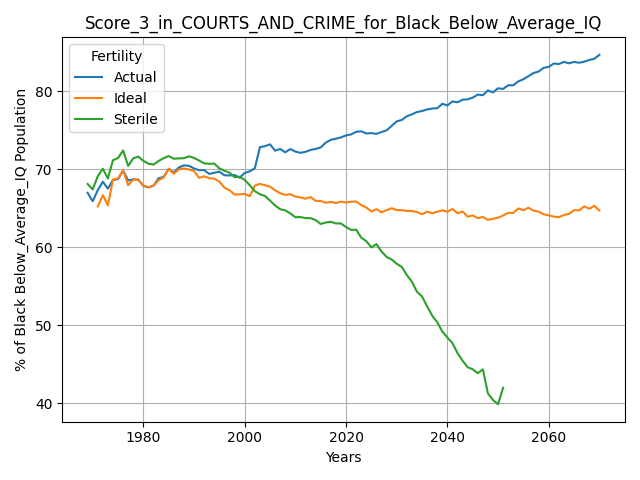 Score_3_in_COURTS_AND_CRIME_for_Black_Below_Average_IQ
% of Black Below_Average_IQ Population
Fertility
Actual
Ideal
Sterile
80
70
60
50
40
1980
2000
2020
2040
2060
Years